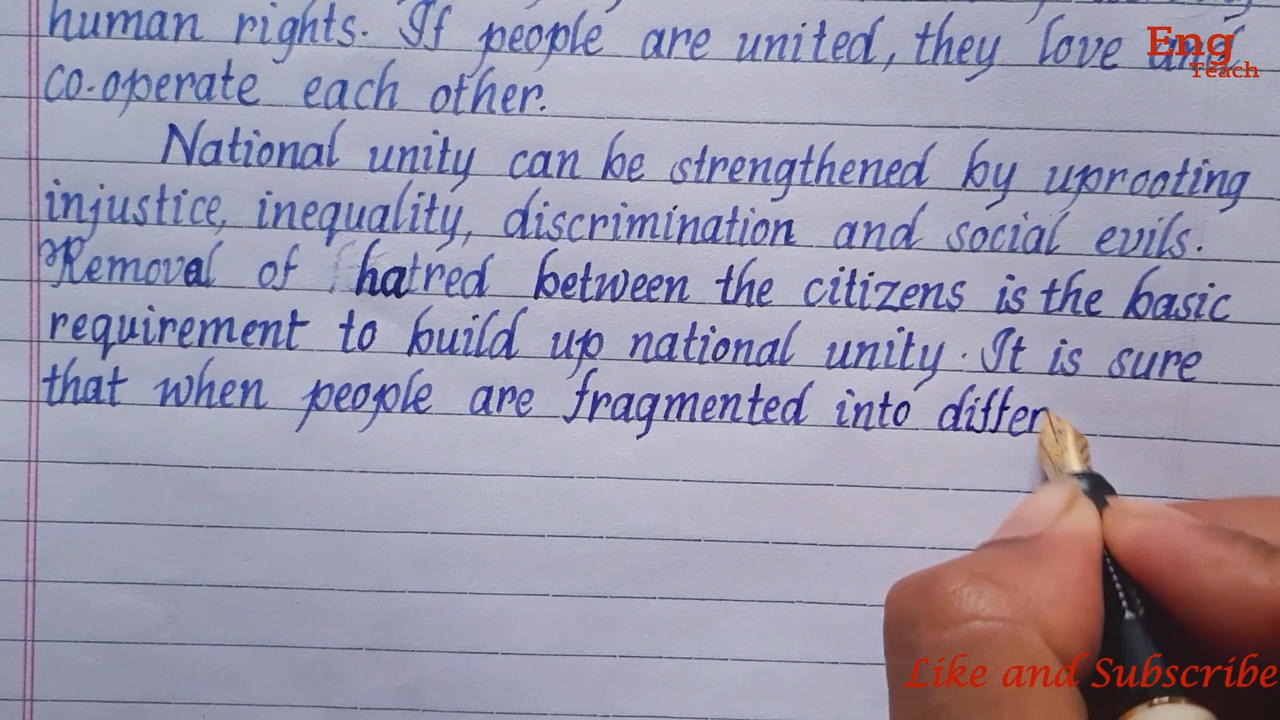 human rights. If people are united, they love and
co-operate each other.
National unity can be strengthened by uprooting
injustice, inequality, discrimination and social evils.
Removal of hatred between the citizens is the basic
requirement to build up national unity. It is sure
that when people are fragmented into differ
Eng
Teach
Like and Subscribe